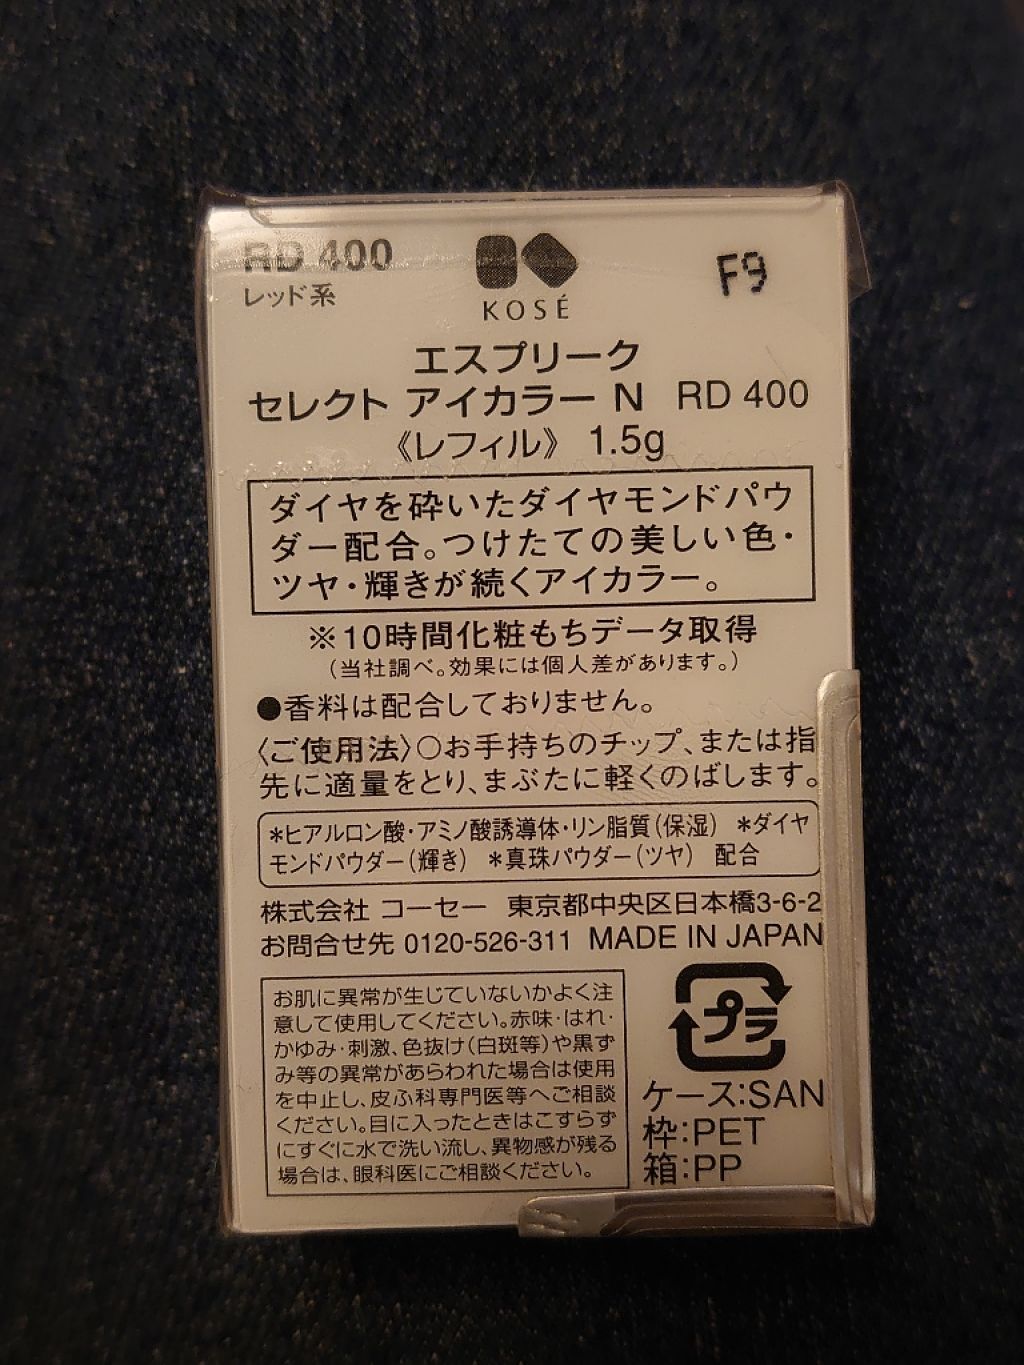 RD 400
レッド系
KOSÉ
F9
エスプリーク
セレクト アイカラー N RD 400
《レフィル》 1.5g
ダイヤを砕いたダイヤモンドパウ
ダー配合。つけたての美しい色・
ツヤ・輝きが続くアイカラー。
※10時間化粧もちデータ取得
（当社調べ。効果には個人差があります。）
●香料は配合しておりません。
〈ご使用法〉○お手持ちのチップ、または指
先に適量をとり、まぶたに軽くのばします。
＊ヒアルロン酸・アミノ酸誘導体・リン脂質（保湿） ＊ダイヤ
モンドパウダー（輝き） ＊真珠パウダー（ツヤ） 配合
株式会社 コーセー 東京都中央区日本橋3-6-2
お問合せ先 0120-526-311 MADE IN JAPAN
お肌に異常が生じていないかよく注
意して使用してください。赤味・はれ・
かゆみ・刺激、色抜け（白斑等）や黒ず
み等の異常があらわれた場合は使用
を中止し、皮ふ科専門医等へご相談
ください。目に入ったときはこすらず
にすぐに水で洗い流し、異物感が残る
場合は、眼科医にご相談ください。
プラ
ケース:SAN
枠:PET
箱:PP